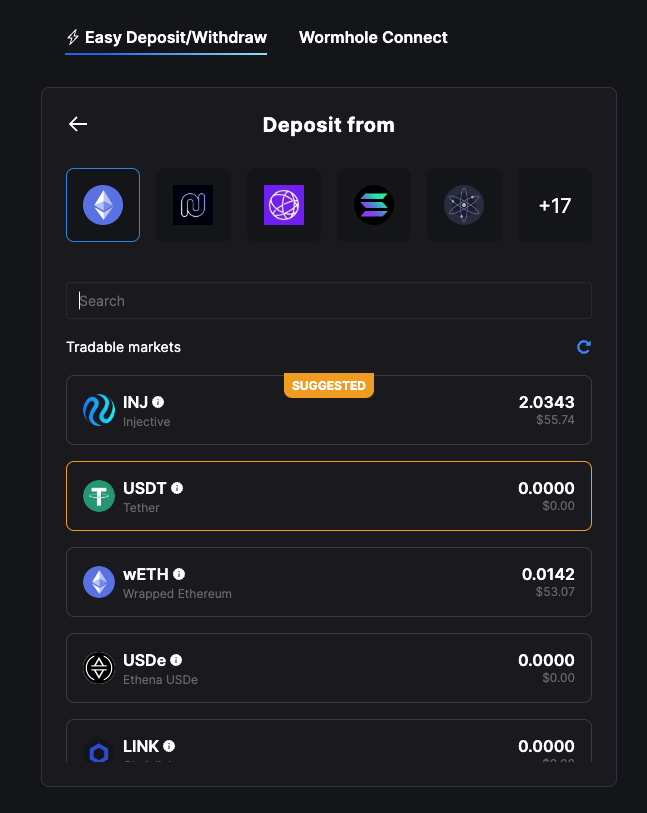 Easy Deposit/Withdraw
Wormhole Connect
Deposit from
+17
Search
Tradable markets
SUGGESTED
INJ
2.0343
Injective
$55.74
USDT
0.0000
Tether
$0.00
wETH
0.0142
Wrapped Ethereum
$53.07
USDe
0.0000
Ethena USDe
$0.00
LINK
0.0000